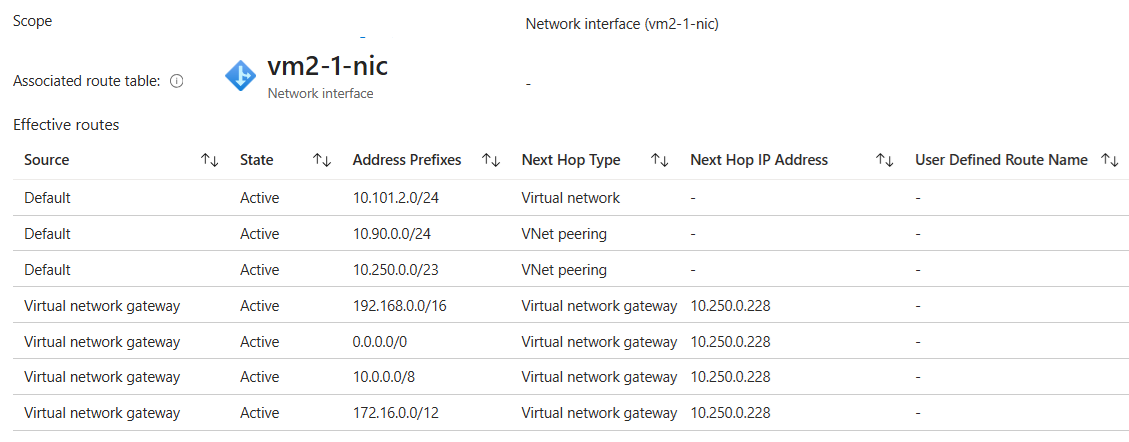 Scope Network interface (vm2-1-nic)
-
vm2-1-nic
Associated route table: -
Network interface
Effective routes
Source State Address Prefixes Next Hop Type Next Hop IP Address User Defined Route Name
Default Active 10.101.2.0/24 Virtual network - -
Default Active 10.90.0.0/24 VNet peering - -
Default Active 10.250.0.0/23 VNet peering - -
Virtual network gateway Active 192.168.0.0/16 Virtual network gateway 10.250.0.228 -
Virtual network gateway Active 0.0.0.0/0 Virtual network gateway 10.250.0.228 -
Virtual network gateway Active 10.0.0.0/8 Virtual network gateway 10.250.0.228 -
Virtual network gateway Active 172.16.0.0/12 Virtual network gateway 10.250.0.228 -